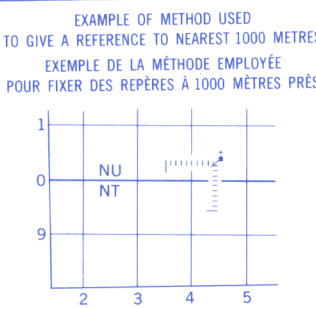 EXAMPLE OF METHOD USED
TO GIVE A REFERENCE TO NEAREST 1000 METRES
EXEMPLE DE LA MÉTHODE EMPLOYÉE
POUR FIXER DES REPÈRES À 1000 MÈTRES PRÈS
1
NU
0
NT
9
2 3 4 5